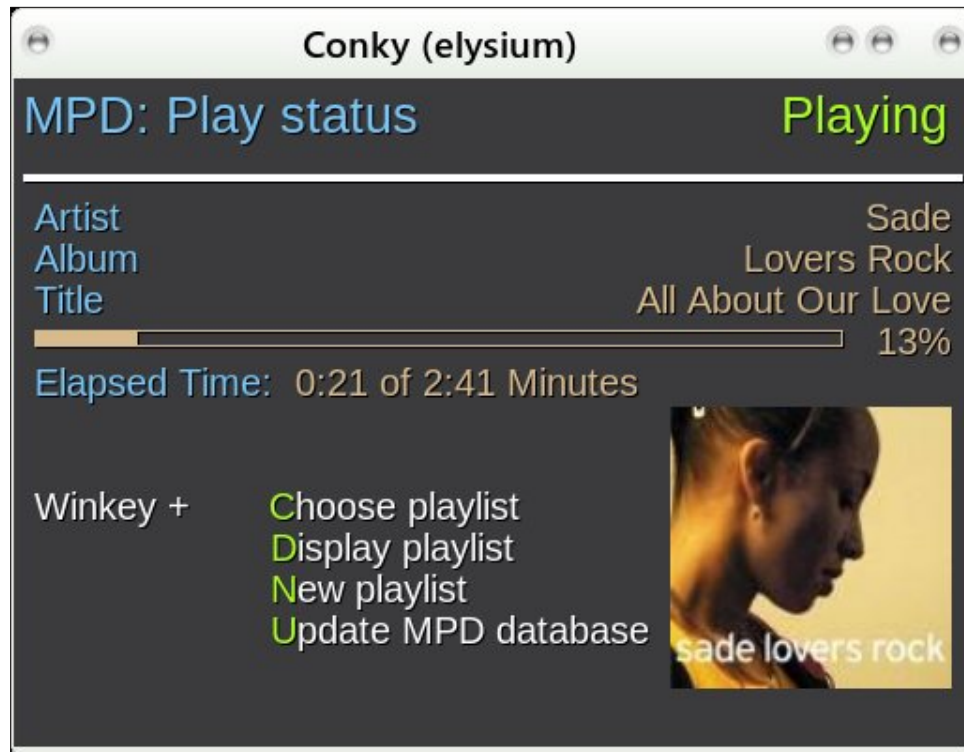 Conky (elysium)
MPD: Play status Playing
Artist Sade
Album Lovers Rock
Title All About Our Love
13%
Elapsed Time: 0:21 of 2:41 Minutes
Winkey + Choose playlist
Display playlist
New playlist
Update MPD database
sade lovers rock